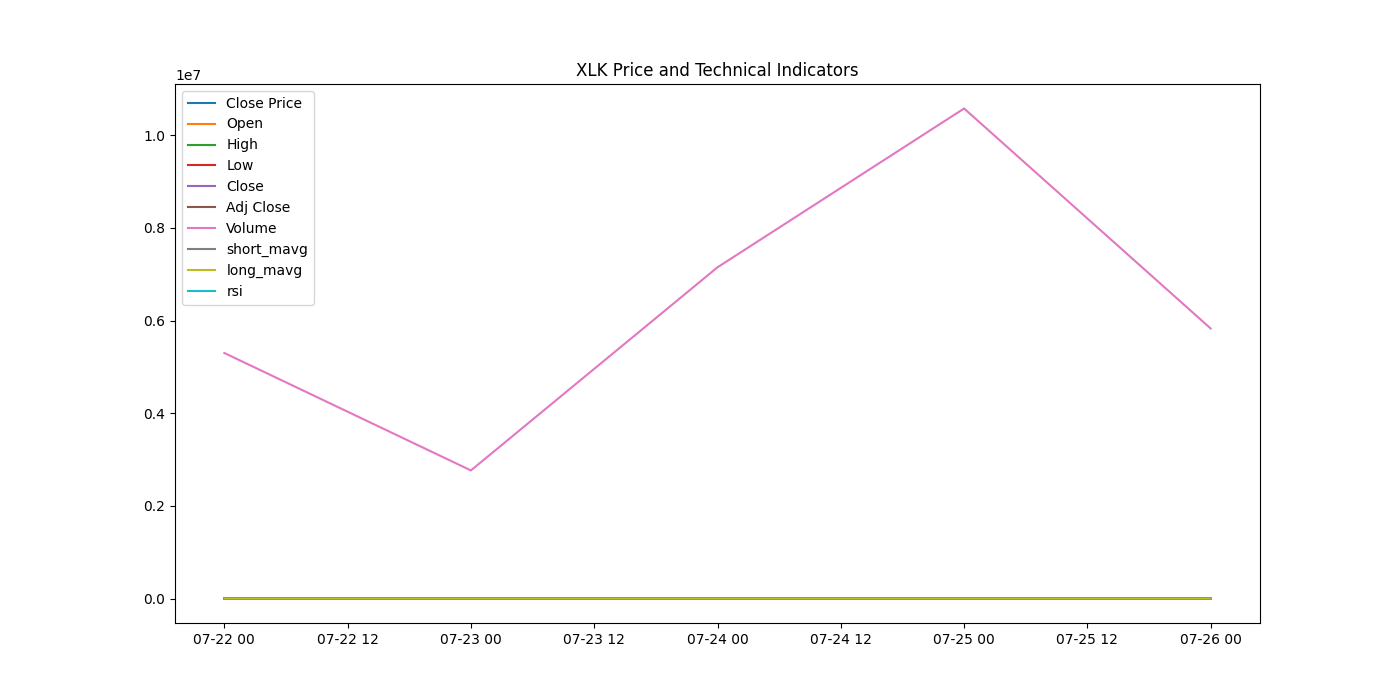 XLK Price and Technical Indicators
1e7
Close Price
Open
High
Low
Close
Adj Close
Volume
short_mavg
long_mavg
rsi
1.0
0.8
0.6
0.4
0.2
0.0
07-22 00 07-22 12 07-23 00 07-23 12 07-24 00 07-24 12 07-25 00 07-25 12 07-26 00